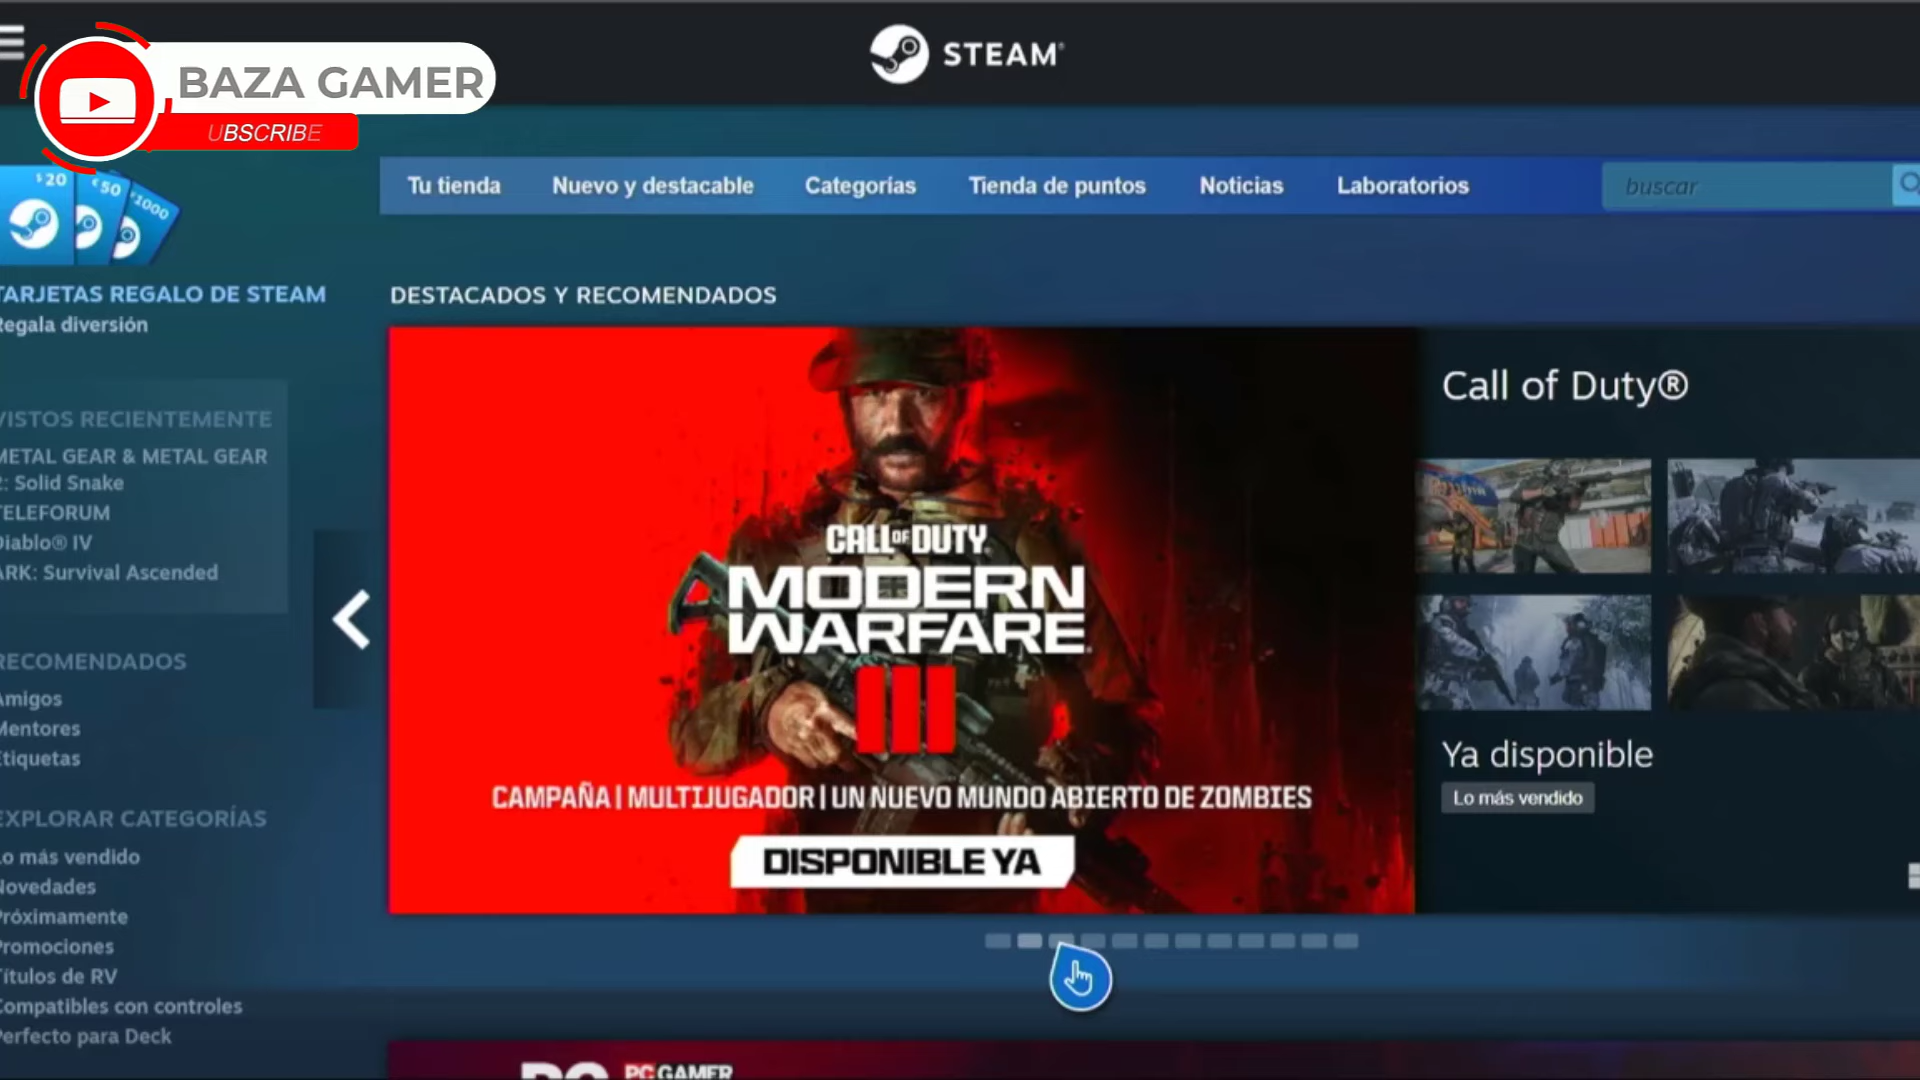 STEAM
BAZA GAMER
UBSCRIBE
$20
€50
1000
Tu tienda
Nuevo y destacable
Categorías
Tienda de puntos
Noticias
Laboratorios
buscar
TARJETAS REGALO DE STEAM
Regala diversión
VISTOS RECIENTEMENTE
METAL GEAR & METAL GEAR
2: Solid Snake
TELEFORUM
Diablo® IV
ARK: Survival Ascended
RECOMENDADOS
Amigos
Mentores
Etiquetas
EXPLORAR CATEGORÍAS
Lo más vendido
Novedades
Próximamente
Promociones
Títulos de RV
Compatibles con controles
Perfecto para Deck
DESTACADOS Y RECOMENDADOS
CALL OF DUTY
MODERN
WARFARE
III
CAMPAÑA | MULTIJUGADOR | UN NUEVO MUNDO ABIERTO DE ZOMBIES
DISPONIBLE YA
Call of Duty®
Ya disponible
Lo más vendido
PC GAMER